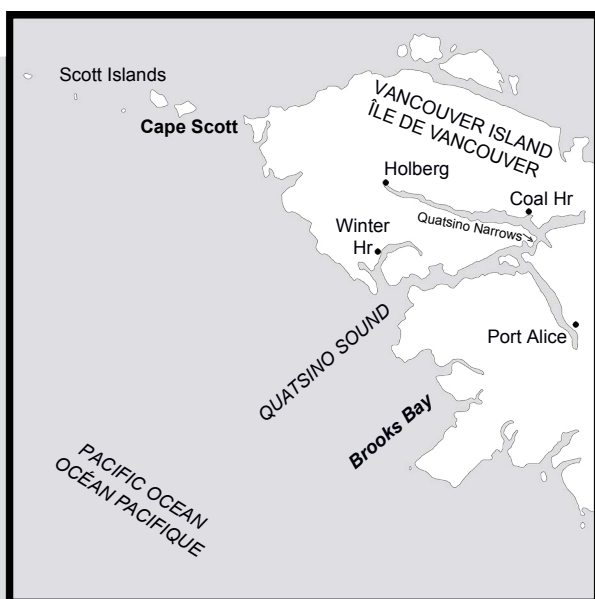 Scott Islands
Cape Scott
VANCOUVER ISLAND
ÎLE DE VANCOUVER
Holberg
Coal Hr
Quatsino Narrows
Winter
Hr
Port Alice
QUATSINO SOUND
Brooks Bay
PACIFIC OCEAN
OCÉAN PACIFIQUE